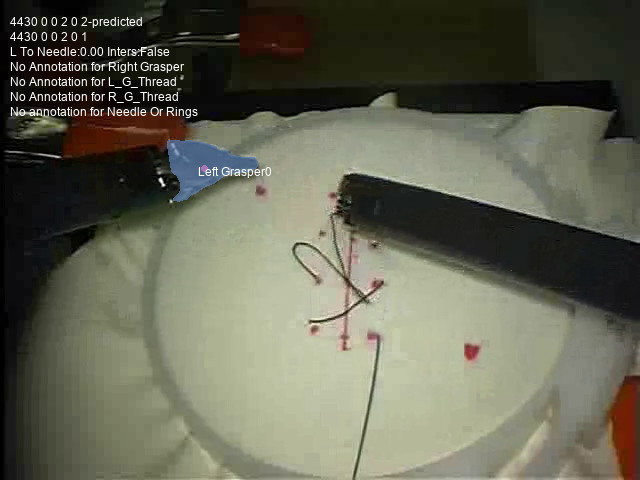 4430 0 0 2 0 2-predicted
4430 0 0 2 0 1
L To Needle:0.00 Inters:False
No Annotation for Right Grasper
No Annotation for L_G_Thread
No Annotation for R_G_Thread
No annotation for Needle Or Rings
Left Grasper0